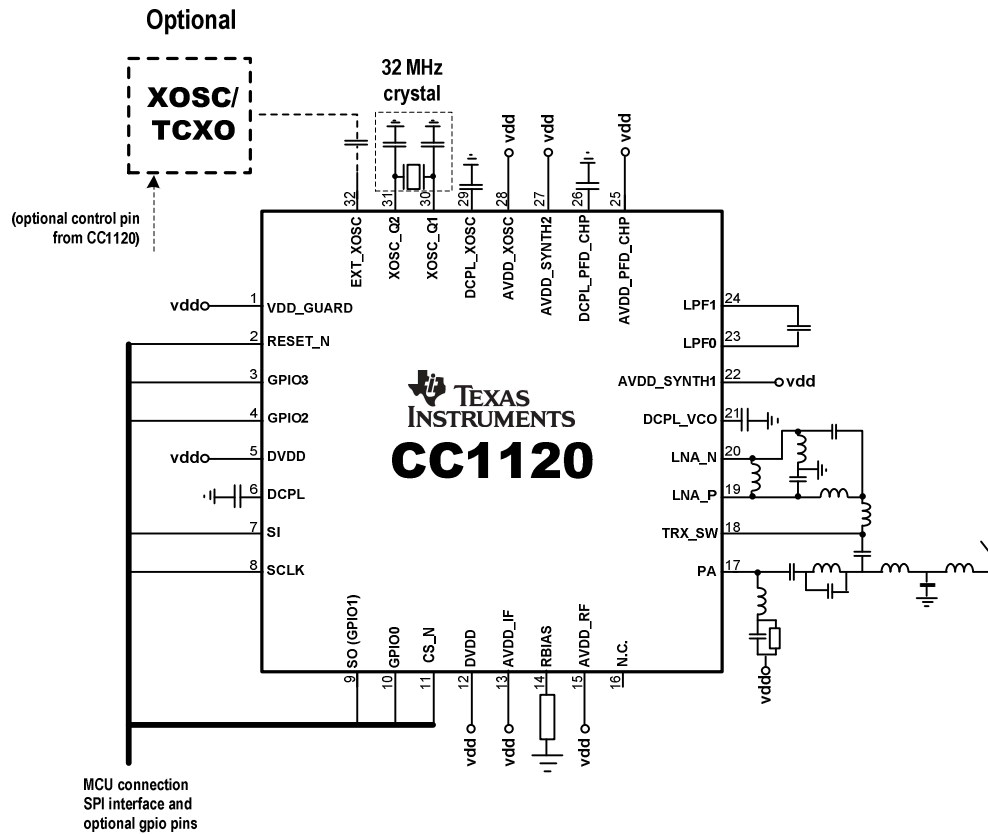 Optional
XOSC/
TCXO
32 MHz
crystal
(optional control pin
from CC1120)
vdd
vdd
vdd
32
31
30
29
28
27
26
25
EXT_XOSC
XOSC_Q2
XOSC_Q1
DCPL_XOSC
AVDD_XOSC
AVDD_SYNTH2
DCPL_PFD_CHP
AVDD_PFD_CHP
vdd
1
VDD_GUARD
2
RESET_N
3
GPIO3
4
GPIO2
vdd
5
DVDD
6
DCPL
7
SI
8
SCLK
TEXAS
INSTRUMENTS
CC1120
LPF1
24
LPF0
23
AVDD_SYNTH1
22
vdd
DCPL_VCO
21
LNA_N
20
LNA_P
19
TRX_SW
18
PA
17
vdd
SO (GPIO1)
GPIO0
CS_N
DVDD
AVDD_IF
RBIAS
AVDD_RF
N.C.
9
10
11
12
13
14
15
16
vdd
vdd
vdd
MCU connection
SPI interface and
optional gpio pins